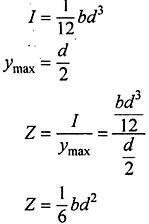 I = 1/12 bd³
y_max = d/2
Z = I/y_max = (bd³/12)/(d/2)
Z = 1/6 bd²